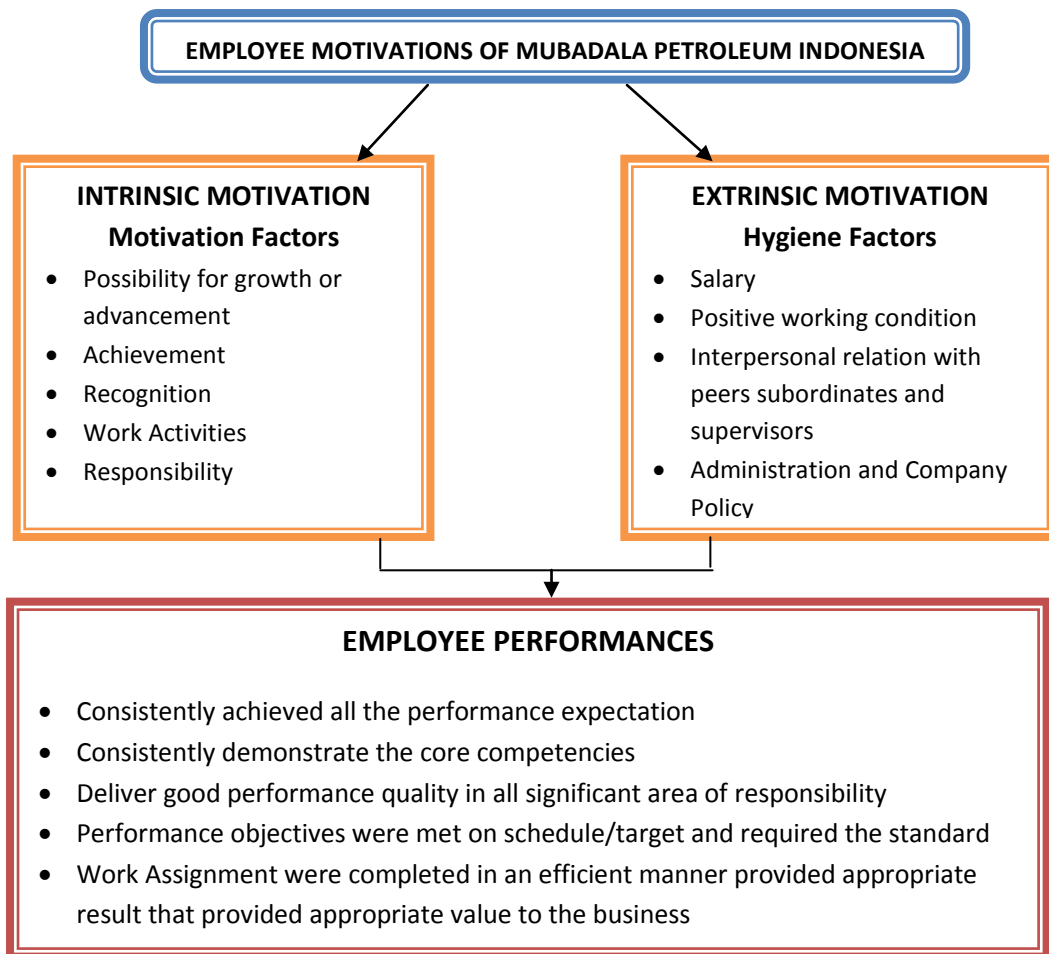 EMPLOYEE MOTIVATIONS OF MUBADALA PETROLEUM INDONESIA
INTRINSIC MOTIVATION
Motivation Factors
• Possibility for growth or
advancement
• Achievement
• Recognition
• Work Activities
• Responsibility
EXTRINSIC MOTIVATION
Hygiene Factors
• Salary
• Positive working condition
• Interpersonal relation with
peers subordinates and
supervisors
• Administration and Company
Policy
EMPLOYEE PERFORMANCES
• Consistently achieved all the performance expectation
• Consistently demonstrate the core competencies
• Deliver good performance quality in all significant area of responsibility
• Performance objectives were met on schedule/target and required the standard
• Work Assignment were completed in an efficient manner provided appropriate
result that provided appropriate value to the business